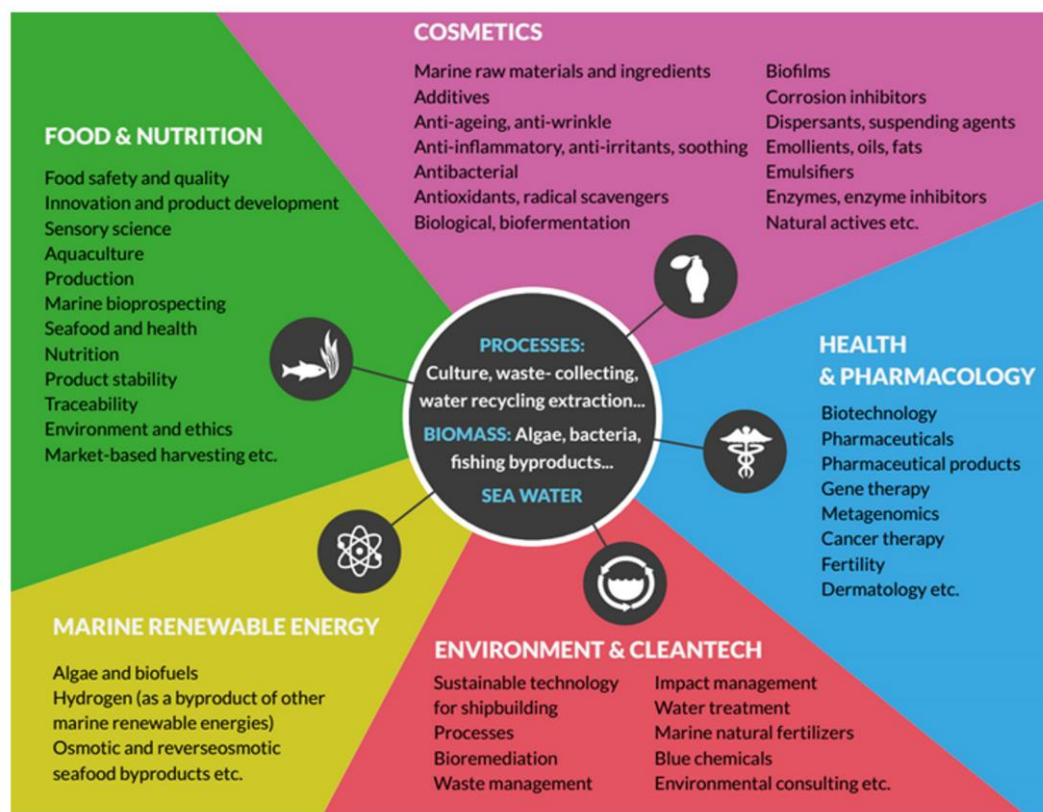 COSMETICS
Marine raw materials and ingredients
Additives
Anti-ageing, anti-wrinkle
Anti-inflammatory, anti-irritants, soothing
Antibacterial
Antioxidants, radical scavengers
Biological, biofermentation
Biofilms
Corrosion inhibitors
Dispersants, suspending agents
Emollients, oils, fats
Emulsifiers
Enzymes, enzyme inhibitors
Natural actives etc.
FOOD & NUTRITION
Food safety and quality
Innovation and product development
Sensory science
Aquaculture
Production
Marine bioprospecting
Seafood and health
Nutrition
Product stability
Traceability
Environment and ethics
Market-based harvesting etc.
PROCESSES:
Culture, waste- collecting,
water recycling extraction...
BIOMASS: Algae, bacteria,
fishing byproducts...
SEA WATER
HEALTH
& PHARMACOLOGY
Biotechnology
Pharmaceuticals
Pharmaceutical products
Gene therapy
Metagenomics
Cancer therapy
Fertility
Dermatology etc.
MARINE RENEWABLE ENERGY
Algae and biofuels
Hydrogen (as a byproduct of other
marine renewable energies)
Osmotic and reverseosmotic
seafood byproducts etc.
ENVIRONMENT & CLEANTECH
Sustainable technology
for shipbuilding
Processes
Bioremediation
Waste management
Impact management
Water treatment
Marine natural fertilizers
Blue chemicals
Environmental consulting etc.